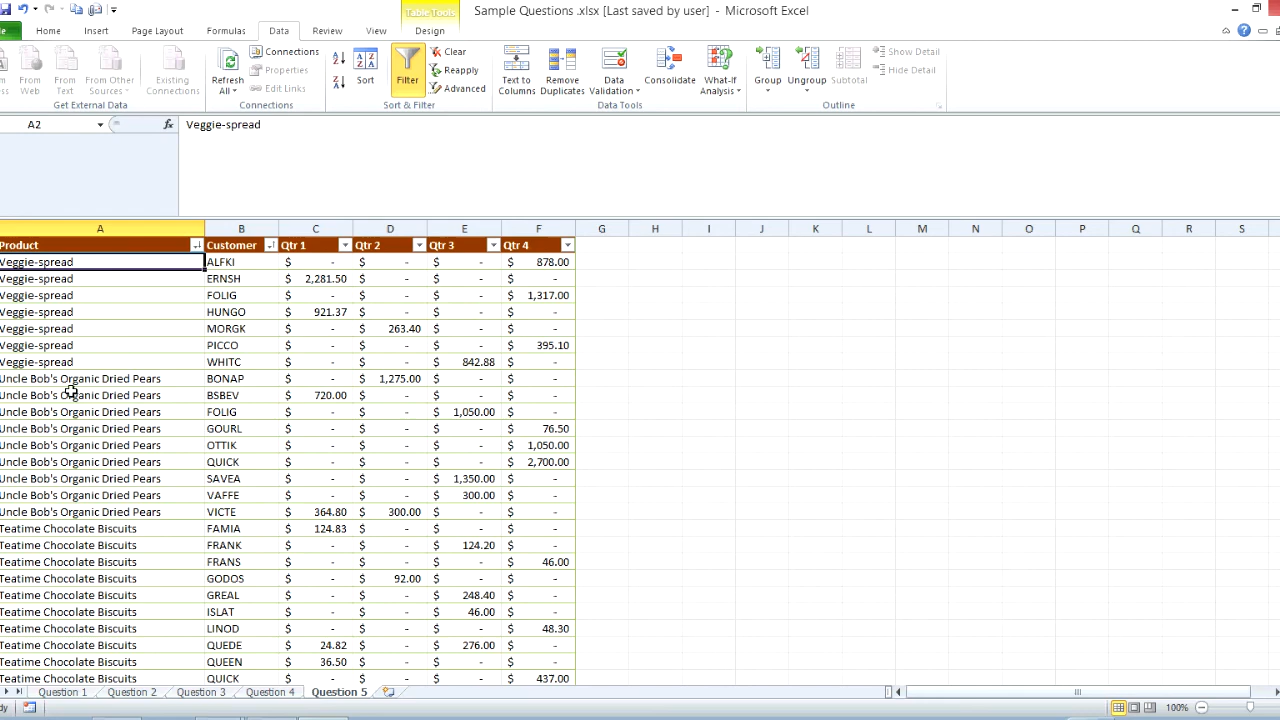 Table Tools
Sample Questions .xlsx [Last saved by user] - Microsoft Excel
Home Insert Page Layout Formulas Data Review View Design
From Web
From Text
From Other Sources
Existing Connections
Get External Data
Refresh All
Connections
Properties
Edit Links
Connections
Sort
Filter
Clear
Reapply
Advanced
Sort & Filter
Text to Columns
Remove Duplicates
Data Validation
Consolidate
What-If Analysis
Data Tools
Group
Ungroup
Subtotal
Show Detail
Hide Detail
Outline
A2 fx Veggie-spread
A B C D E F G H I J K L M N O P Q R S
Product Customer Qtr 1 Qtr 2 Qtr 3 Qtr 4
Veggie-spread ALFKI $ - $ - $ - $ 878.00
Veggie-spread ERNSH $ 2,281.50 $ - $ - $ -
Veggie-spread FOLIG $ - $ - $ - $ 1,317.00
Veggie-spread HUNGO $ 921.37 $ - $ - $ -
Veggie-spread MORGK $ - $ 263.40 $ - $ -
Veggie-spread PICCO $ - $ - $ - $ 395.10
Veggie-spread WHITC $ - $ - $ 842.88 $ -
Uncle Bob's Organic Dried Pears BONAP $ - $ 1,275.00 $ - $ -
Uncle Bob's Organic Dried Pears BSBEV $ 720.00 $ - $ - $ -
Uncle Bob's Organic Dried Pears FOLIG $ - $ - $ 1,050.00 $ -
Uncle Bob's Organic Dried Pears GOURL $ - $ - $ - $ 76.50
Uncle Bob's Organic Dried Pears OTTIK $ - $ - $ - $ 1,050.00
Uncle Bob's Organic Dried Pears QUICK $ - $ - $ - $ 2,700.00
Uncle Bob's Organic Dried Pears SAVEA $ - $ - $ 1,350.00 $ -
Uncle Bob's Organic Dried Pears VAFFE $ - $ - $ 300.00 $ -
Uncle Bob's Organic Dried Pears VICTE $ 364.80 $ 300.00 $ - $ -
Teatime Chocolate Biscuits FAMIA $ 124.83 $ - $ - $ -
Teatime Chocolate Biscuits FRANK $ - $ - $ 124.20 $ -
Teatime Chocolate Biscuits FRANS $ - $ - $ - $ 46.00
Teatime Chocolate Biscuits GODOS $ - $ 92.00 $ - $ -
Teatime Chocolate Biscuits GREAL $ - $ - $ 248.40 $ -
Teatime Chocolate Biscuits ISLAT $ - $ - $ 46.00 $ -
Teatime Chocolate Biscuits LINOD $ - $ - $ - $ 48.30
Teatime Chocolate Biscuits QUEDE $ 24.82 $ - $ 276.00 $ -
Teatime Chocolate Biscuits QUEEN $ 36.50 $ - $ - $ -
Teatime Chocolate Biscuits QUICK $ - $ - $ - $ 437.00
Question 1 Question 2 Question 3 Question 4 Question 5
100%